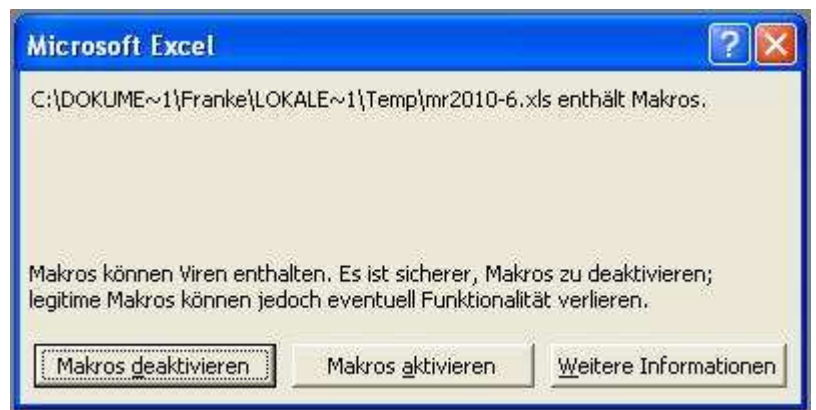 Microsoft Excel
C:\DOKUME~1\Franke\LOKALE~1\Temp\mr2010-6.xls enthält Makros.
Makros können Viren enthalten. Es ist sicherer, Makros zu deaktivieren;
legitime Makros können jedoch eventuell Funktionalität verlieren.
Makros deaktivieren Makros aktivieren Weitere Informationen